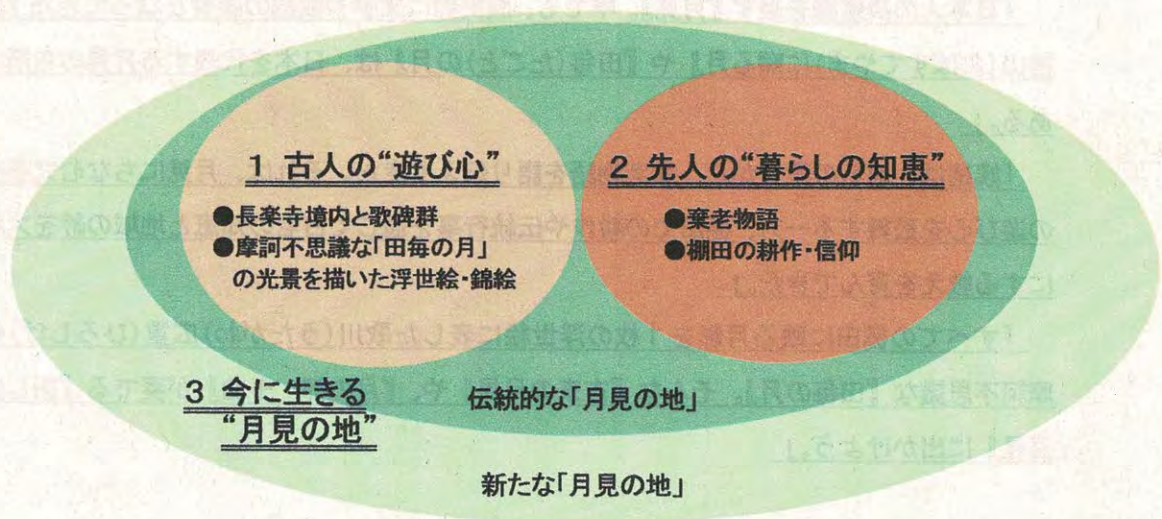 1 古人の“遊び心”
●長楽寺境内と歌碑群
●摩訶不思議な「田毎の月」
の光景を描いた浮世絵・錦絵
2 先人の“暮らしの知恵”
●棄老物語
●棚田の耕作・信仰
3 今に生きる
“月見の地”
伝統的な「月見の地」
新たな「月見の地」